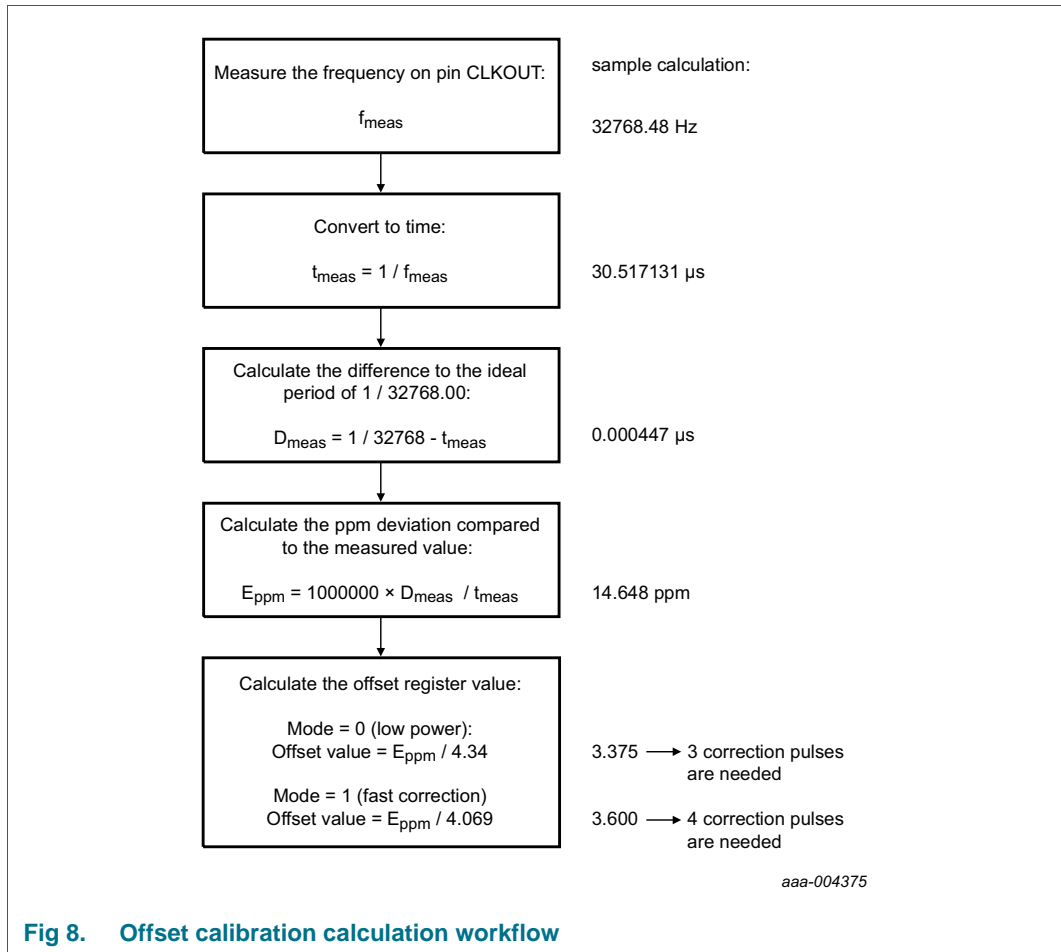 Measure the frequency on pin CLKOUT:
fmeas
sample calculation:
32768.48 Hz
Convert to time:
tmeas = 1 / fmeas
30.517131 μs
Calculate the difference to the ideal
period of 1 / 32768.00:
Dmeas = 1 / 32768 - tmeas
0.000447 μs
Calculate the ppm deviation compared
to the measured value:
Eppm = 1000000 × Dmeas / tmeas
14.648 ppm
Calculate the offset register value:
Mode = 0 (low power):
Offset value = Eppm / 4.34
3.375 → 3 correction pulses
are needed
Mode = 1 (fast correction)
Offset value = Eppm / 4.069
3.600 → 4 correction pulses
are needed
aaa-004375
Fig 8. Offset calibration calculation workflow